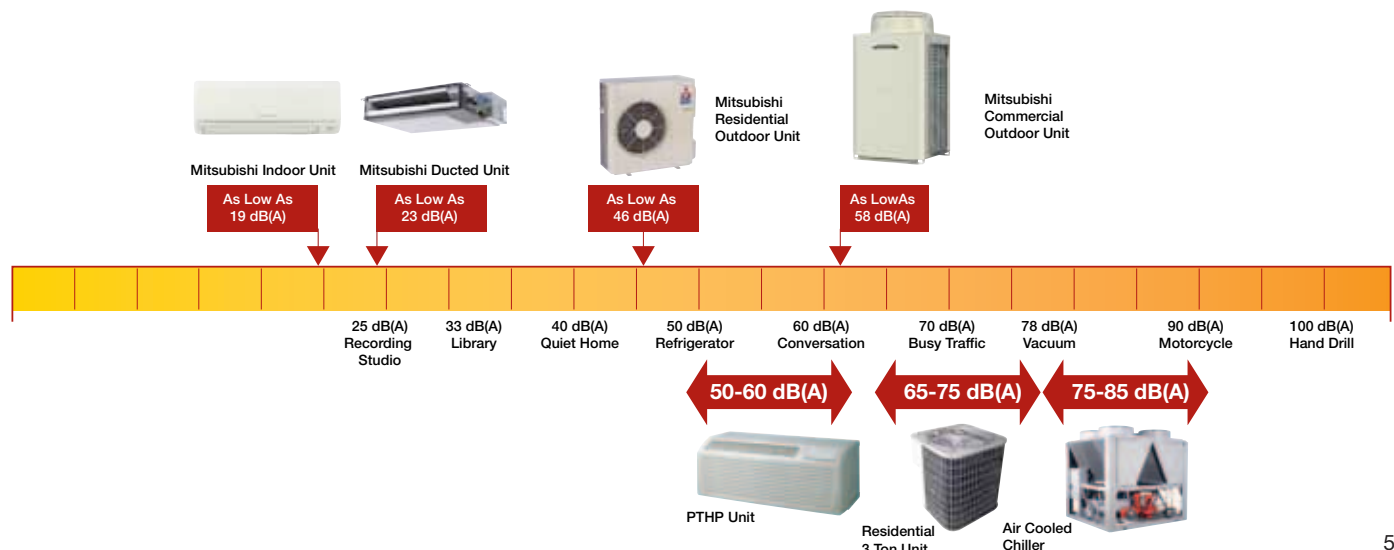 Mitsubishi Indoor Unit
As Low As
19 dB(A)
Mitsubishi Ducted Unit
As Low As
23 dB(A)
Mitsubishi
Residential
Outdoor Unit
As Low As
46 dB(A)
Mitsubishi
Commercial
Outdoor Unit
As LowAs
58 dB(A)
25 dB(A)
Recording
Studio
33 dB(A)
Library
40 dB(A)
Quiet Home
50 dB(A)
Refrigerator
60 dB(A)
Conversation
70 dB(A)
Busy Traffic
78 dB(A)
Vacuum
90 dB(A)
Motorcycle
100 dB(A)
Hand Drill
50-60 dB(A)
65-75 dB(A)
75-85 dB(A)
PTHP Unit
Residential
3 Ton Unit
Air Cooled
Chiller
5